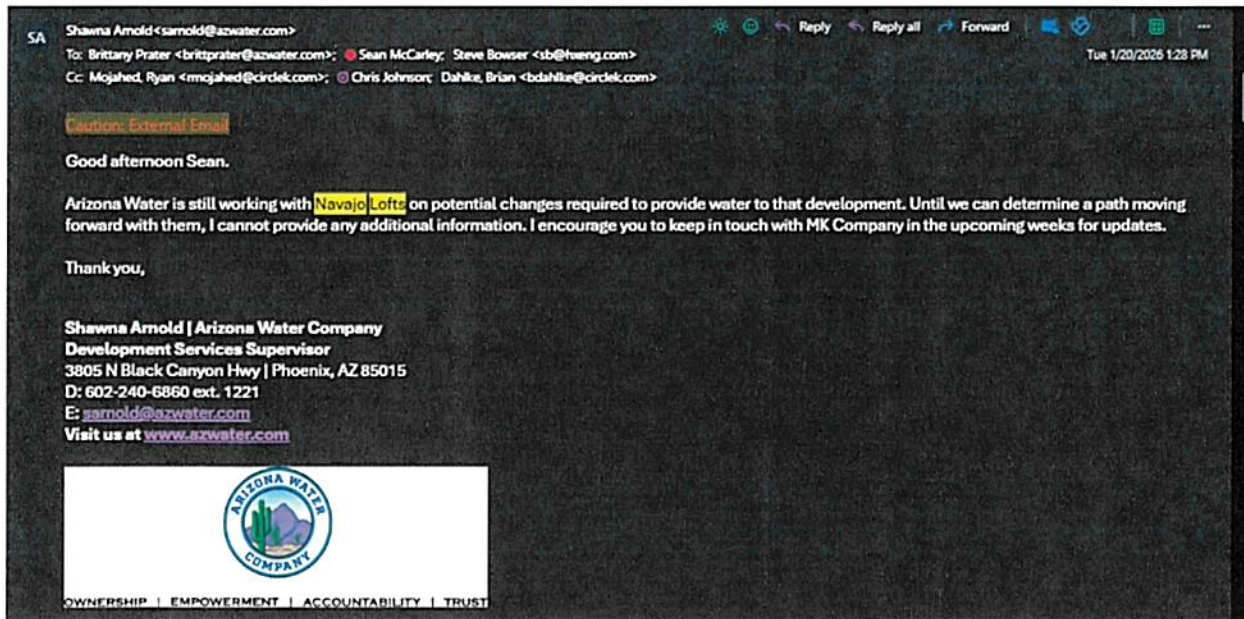 SA
Shawna Arnold<sarnold@azwater.com>
Reply
Reply all
Forward
To: Brittany Prater <brittprater@azwater.com>; Sean McCarley; Steve Bowser <sb@hxeng.com>
Tue 1/20/2026 1:28 PM
Cc: Mojahed, Ryan <rmojahed@circlek.com>; Chris Johnson; Dahlke, Brian <bdahlke@circlek.com>
Caution: External Email
Good afternoon Sean.
Arizona Water is still working with Navajo Lofts on potential changes required to provide water to that development. Until we can determine a path moving
forward with them, I cannot provide any additional information. I encourage you to keep in touch with MK Company in the upcoming weeks for updates.
Thank you,
Shawna Arnold | Arizona Water Company
Development Services Supervisor
3805 N Black Canyon Hwy | Phoenix, AZ 85015
D: 602-240-6860 ext. 1221
E: sarnold@azwater.com
Visit us at www.azwater.com
ARIZONA WATER
COMPANY
OWNERSHIP | EMPOWERMENT | ACCOUNTABILITY | TRUST